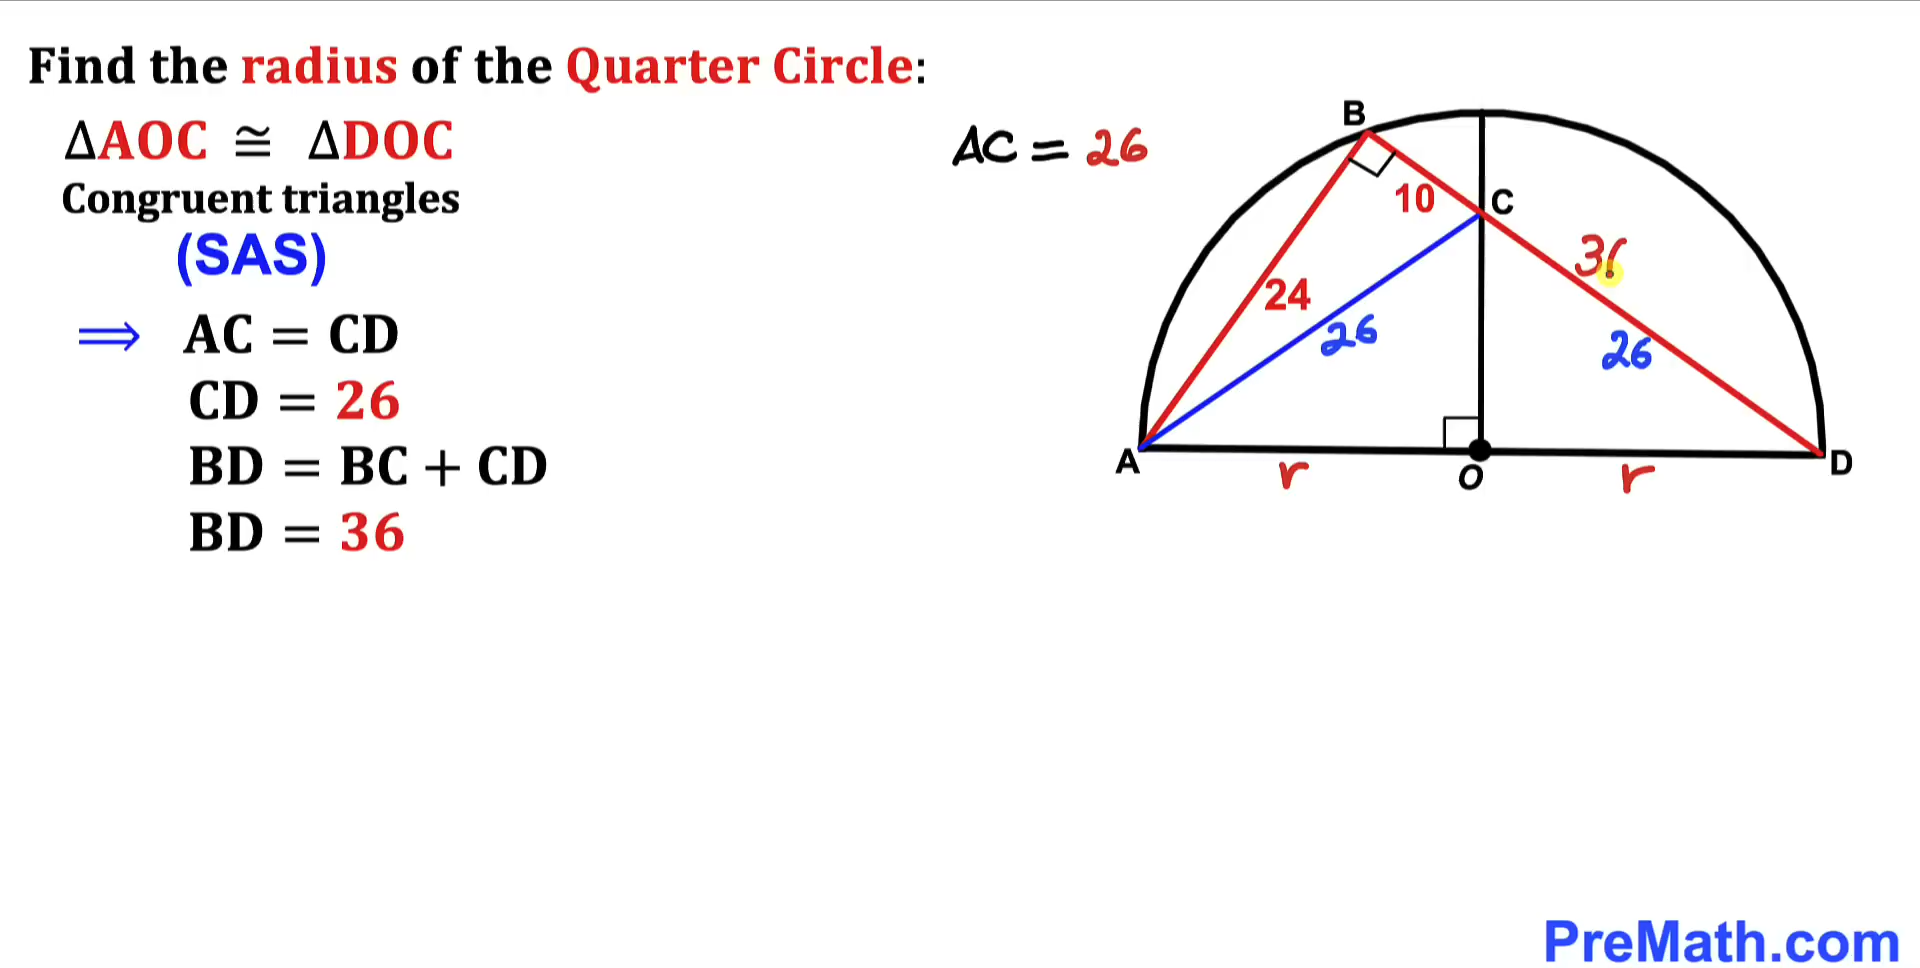 Find the radius of the Quarter Circle:
ΔAOC ≅ ΔDOC
Congruent triangles
(SAS)
⟹ AC = CD
CD = 26
BD = BC + CD
BD = 36
AC = 26
B
10
C
24
26
26
A
r
O
r
D
PreMath.com